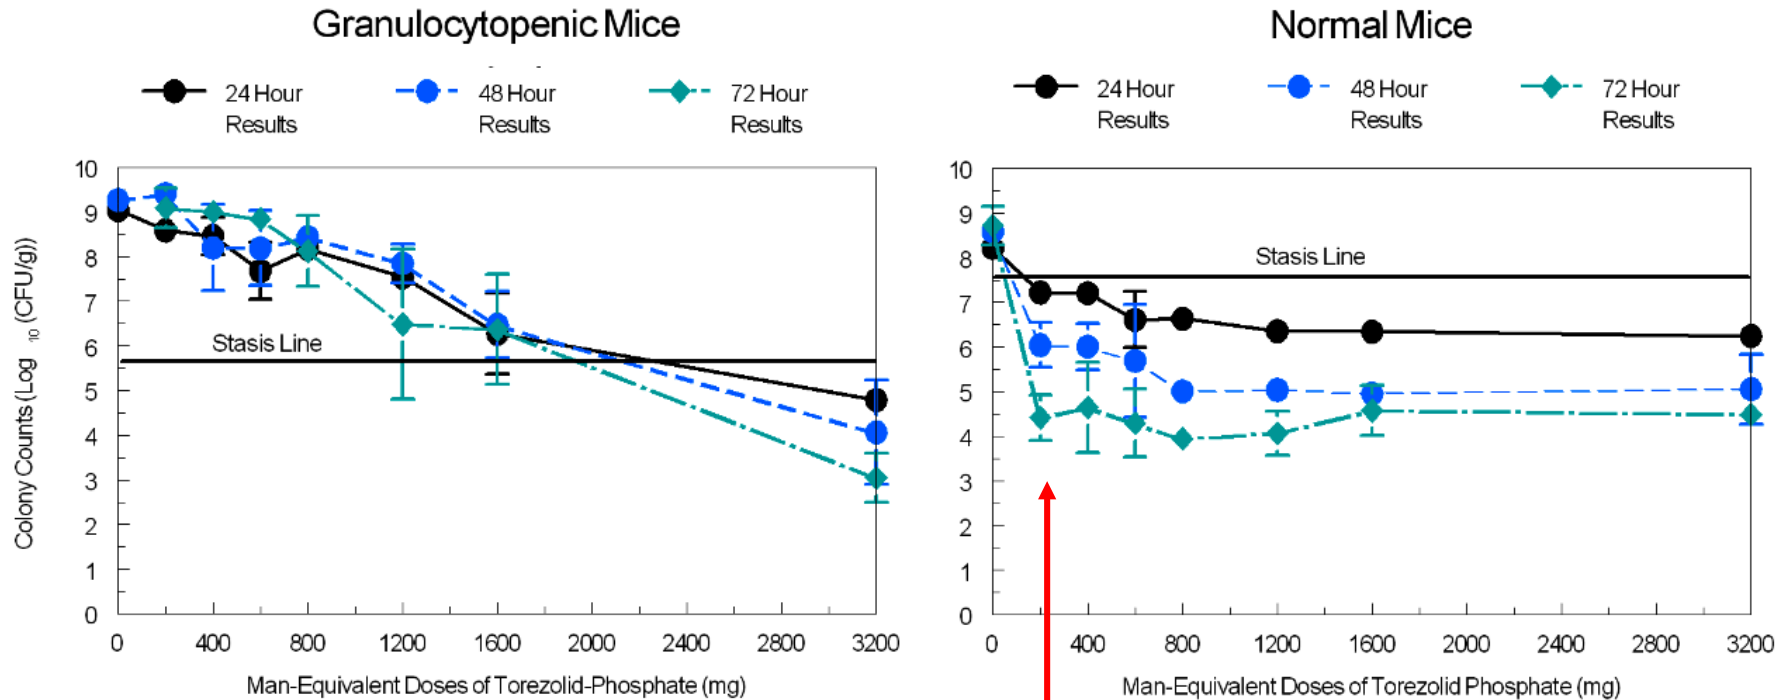 Granulocytopenic Mice
24 Hour Results
48 Hour Results
72 Hour Results
Colony Counts (Log 10 (CFU/g))
10
9
8
7
6
5
4
3
2
1
0
Stasis Line
0 400 800 1200 1600 2000 2400 2800 3200
Man-Equivalent Doses of Torezolid-Phosphate (mg)
Normal Mice
24 Hour Results
48 Hour Results
72 Hour Results
10
9
8
7
6
5
4
3
2
1
0
Stasis Line
0 400 800 1200 1600 2000 2400 2800 3200
Man-Equivalent Doses of Torezolid Phosphate (mg)